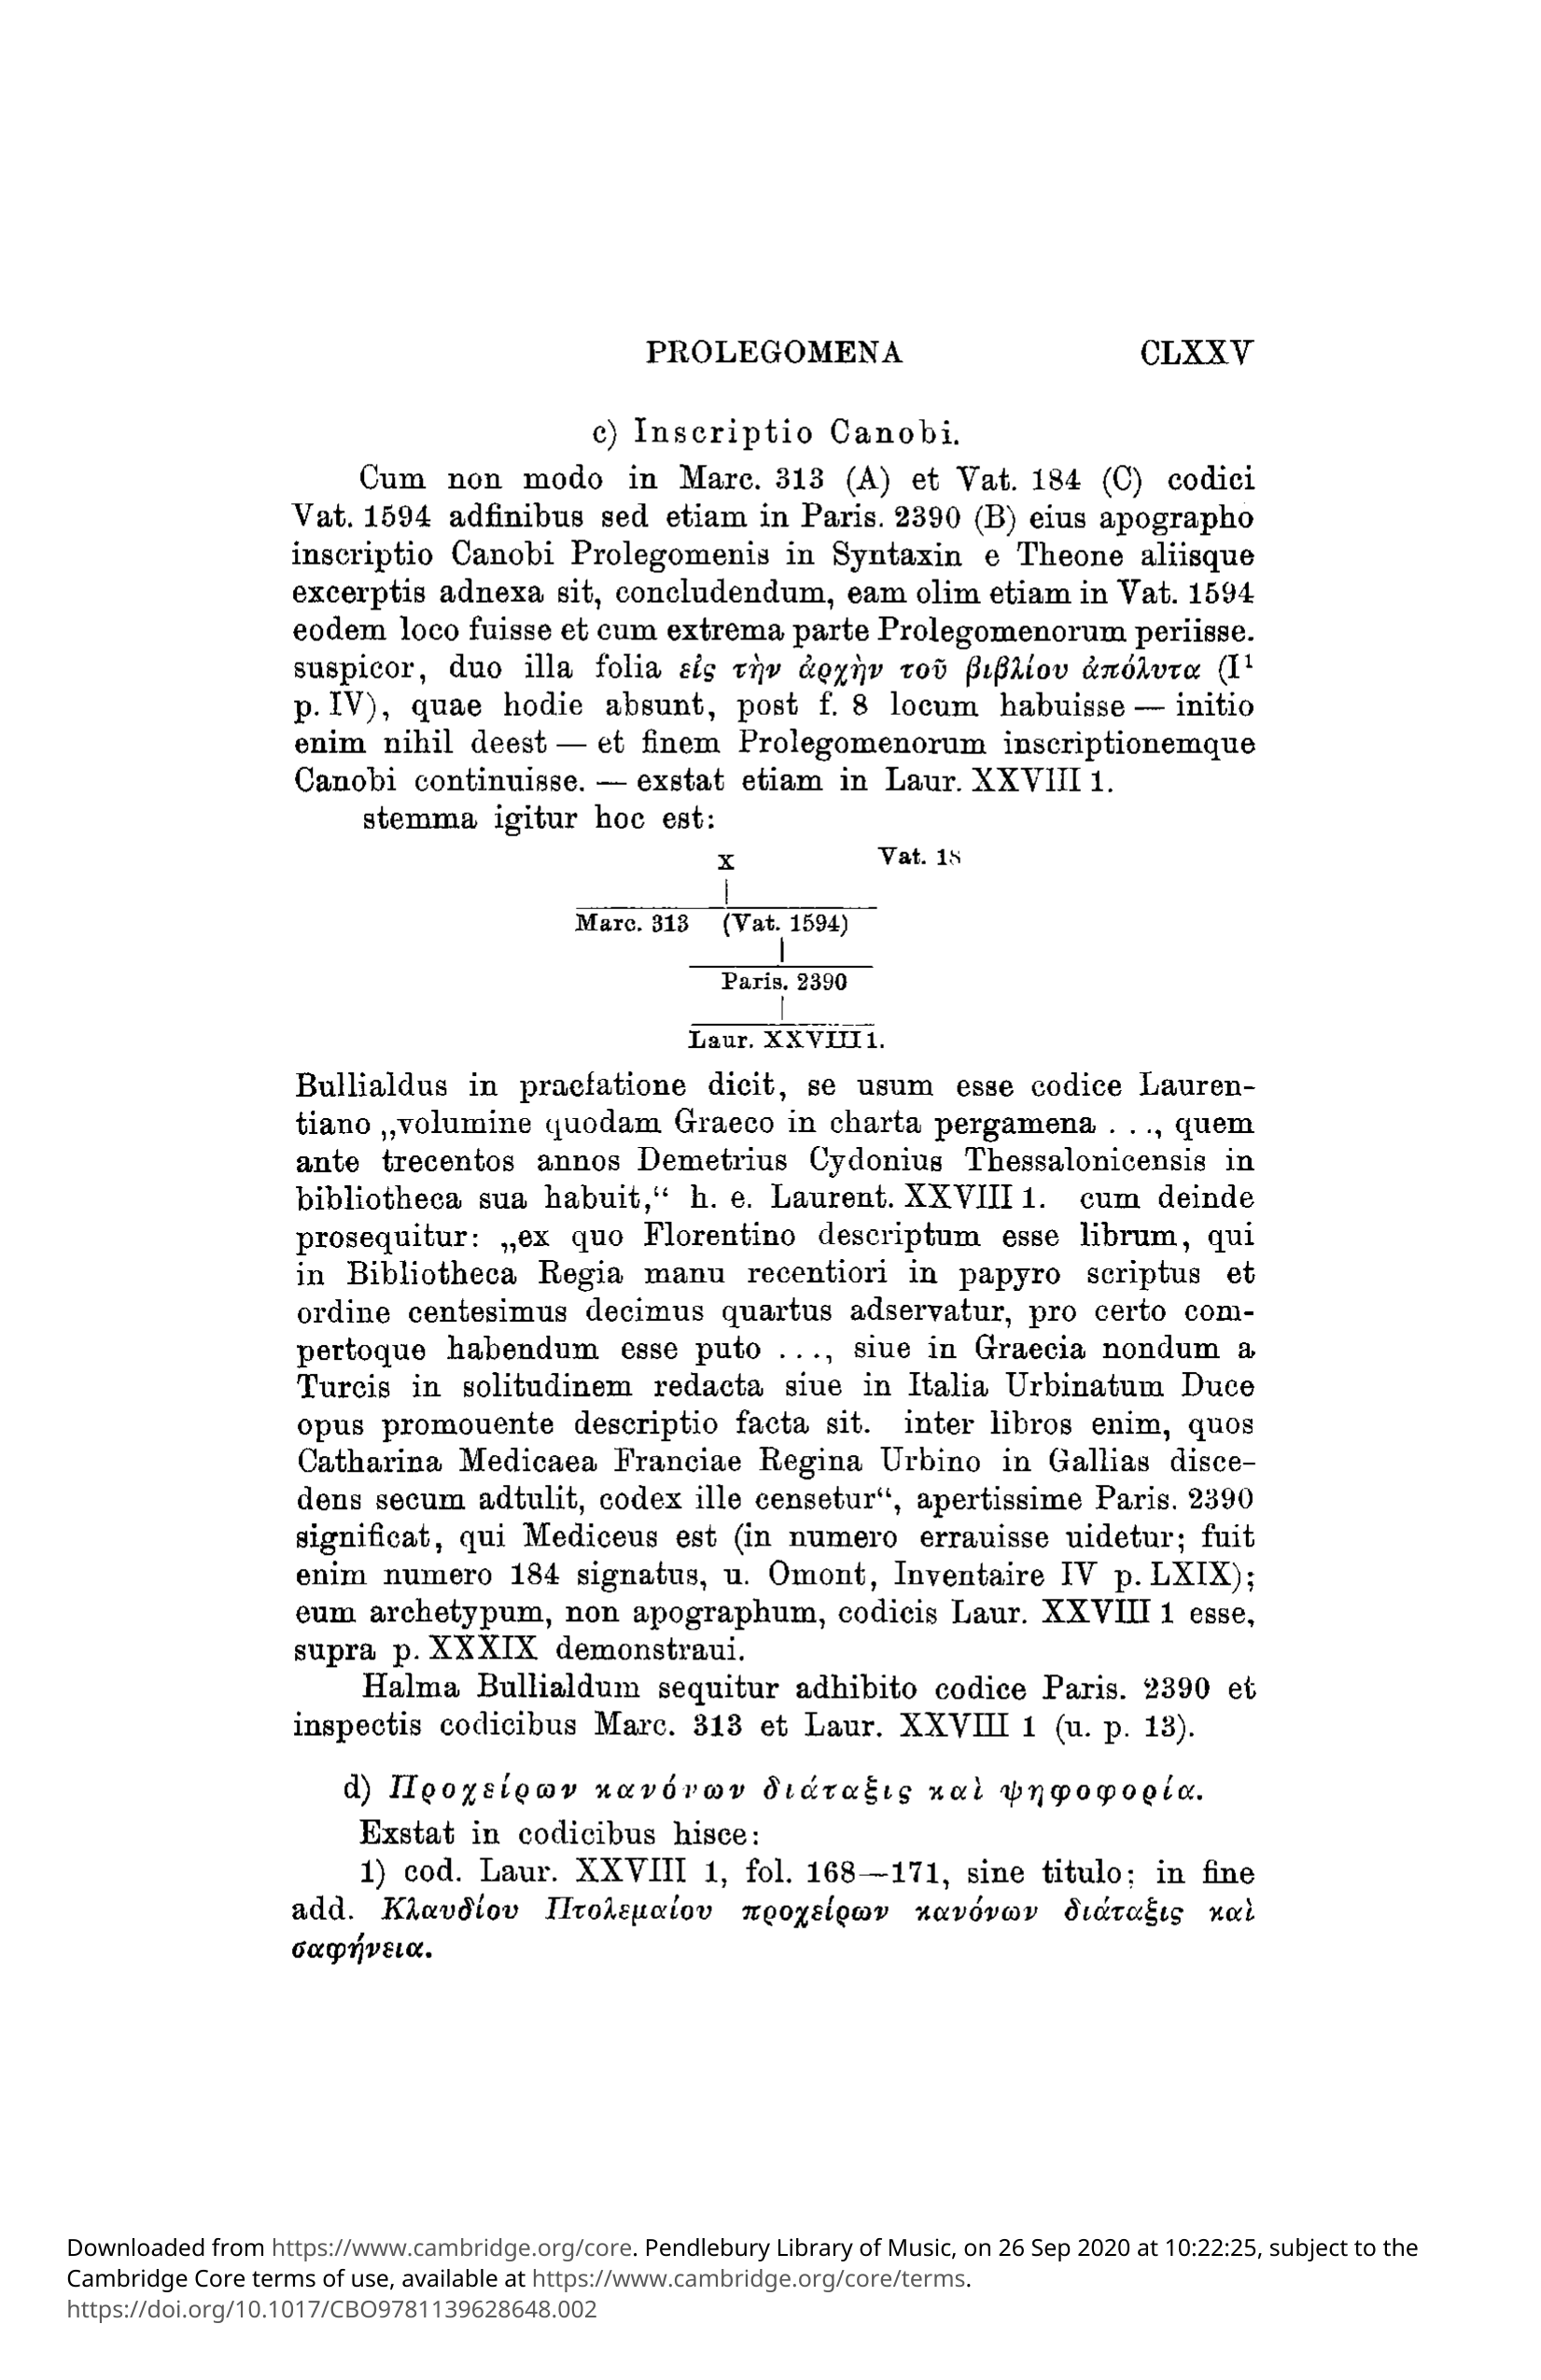 PROLEGOMENA CLXXV
c) Inscriptio Canobi.
Cum non modo in Marc. 313 (A) et Vat. 184 (C) codici
Vat. 1594 adfinibus sed etiam in Paris. 2390 (B) eius apographo
inscriptio Canobi Prolegomenis in Syntaxin e Theone aliisque
excerptis adnexa sit, concludendum, eam olim etiam in Vat. 1594
eodem loco fuisse et cum extrema parte Prolegomenorum periisse.
suspicor, duo illa folia εἰς τὴν ἀρχὴν τοῦ βιβλίου ἀπόλυτα (I¹
p. IV), quae hodie absunt, post f. 8 locum habuisse — initio
enim nihil deest — et finem Prolegomenorum inscriptionemque
Canobi continuisse. — exstat etiam in Laur. XXVIII 1.
stemma igitur hoc est:
x Vat. 18
Marc. 313 (Vat. 1594)
Paris. 2390
Laur. XXVIII 1.
Bullialdus in praefatione dicit, se usum esse codice Lauren-
tiano „volumine quodam Graeco in charta pergamena . . ., quem
ante trecentos annos Demetrius Cydonius Thessalonicensis in
bibliotheca sua habuit,“ h. e. Laurent. XXVIII 1. cum deinde
prosequitur: „ex quo Florentino descriptum esse librum, qui
in Bibliotheca Regia manu recentiori in papyro scriptus et
ordine centesimus decimus quartus adservatur, pro certo com-
pertoque habendum esse puto . . ., siue in Graecia nondum a
Turcis in solitudinem redacta siue in Italia Urbinatum Duce
opus promouente descriptio facta sit. inter libros enim, quos
Catharina Medicaea Franciae Regina Urbino in Gallias disce-
dens secum adtulit, codex ille censetur“, apertissime Paris. 2390
significat, qui Mediceus est (in numero errauisse uidetur; fuit
enim numero 184 signatus, u. Omont, Inventaire IV p. LXIX);
eum archetypum, non apographum, codicis Laur. XXVIII 1 esse,
supra p. XXXIX demonstraui.
Halma Bullialdum sequitur adhibito codice Paris. 2390 et
inspectis codicibus Marc. 313 et Laur. XXVIII 1 (u. p. 13).
d) Προχείρων κανόνων διάταξις καὶ ψηφοφορία.
Exstat in codicibus hisce:
1) cod. Laur. XXVIII 1, fol. 168—171, sine titulo; in fine
add. Κλαυδίου Πτολεμαίου προχείρων κανόνων διάταξις καὶ
σαφήνεια.
Downloaded from https://www.cambridge.org/core. Pendlebury Library of Music, on 26 Sep 2020 at 10:22:25, subject to the
Cambridge Core terms of use, available at https://www.cambridge.org/core/terms.
https://doi.org/10.1017/CBO9781139628648.002